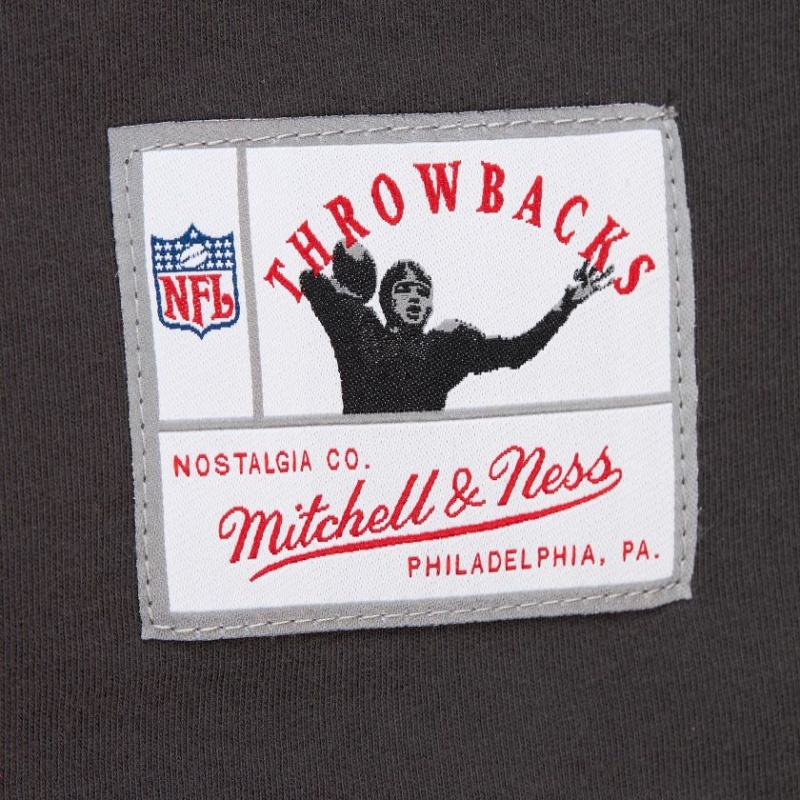 THROWBACKS
NFL
NOSTALGIA CO.
Mitchell & Ness
PHILADELPHIA, PA.